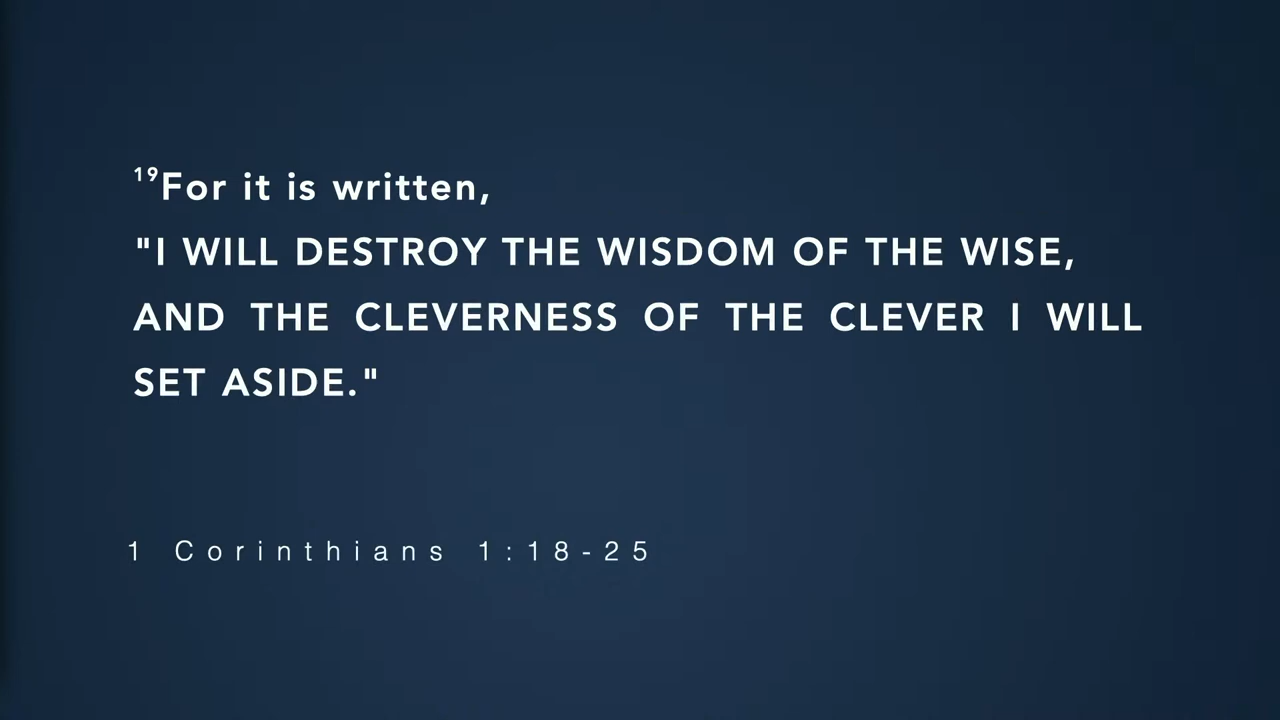 ¹⁹For it is written,
"I WILL DESTROY THE WISDOM OF THE WISE,
AND THE CLEVERNESS OF THE CLEVER I WILL
SET ASIDE."
1 Corinthians 1:18-25